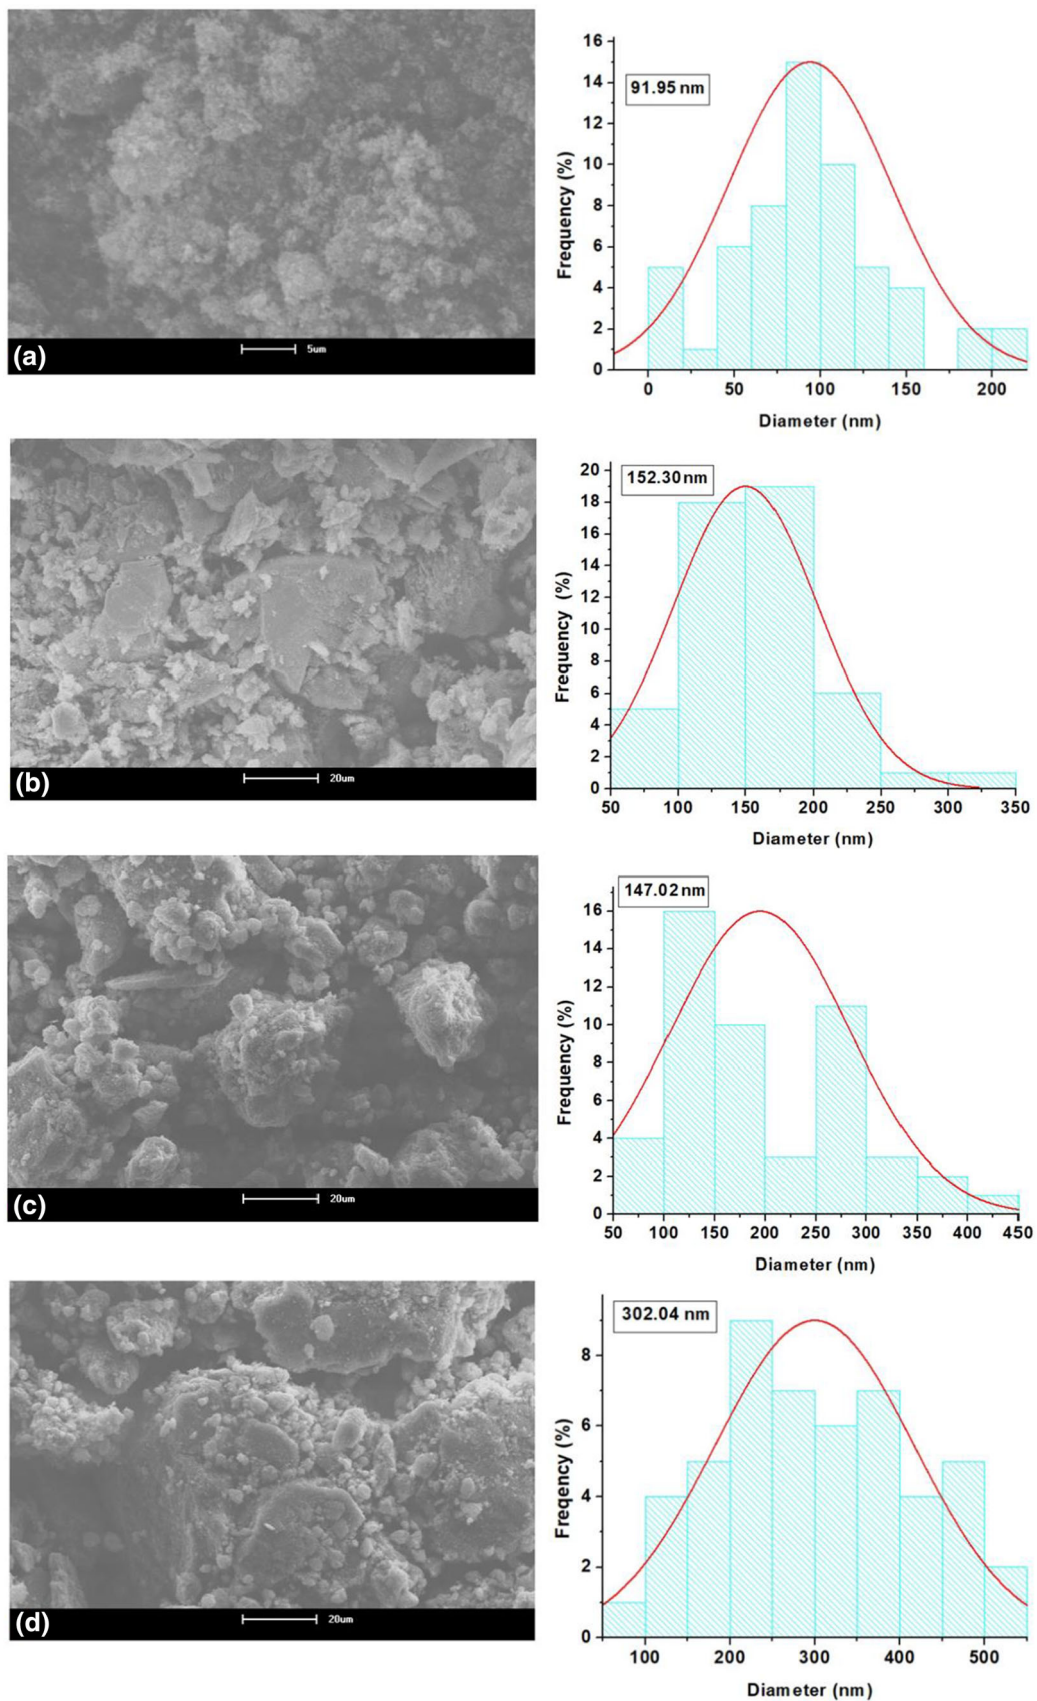 (a)
5um
91.95 nm
Frequency (%)
16
14
12
10
8
6
4
2
0
0 50 100 150 200
Diameter (nm)
(b)
20um
152.30nm
Frequency (%)
20
18
16
14
12
10
8
6
4
2
0
50 100 150 200 250 300 350
Diameter (nm)
(c)
20um
147.02nm
Frequency (%)
16
14
12
10
8
6
4
2
0
50 100 150 200 250 300 350 400 450
Diameter (nm)
(d)
20um
302.04 nm
Freqency (%)
8
6
4
2
0
100 200 300 400 500
Diameter (nm)